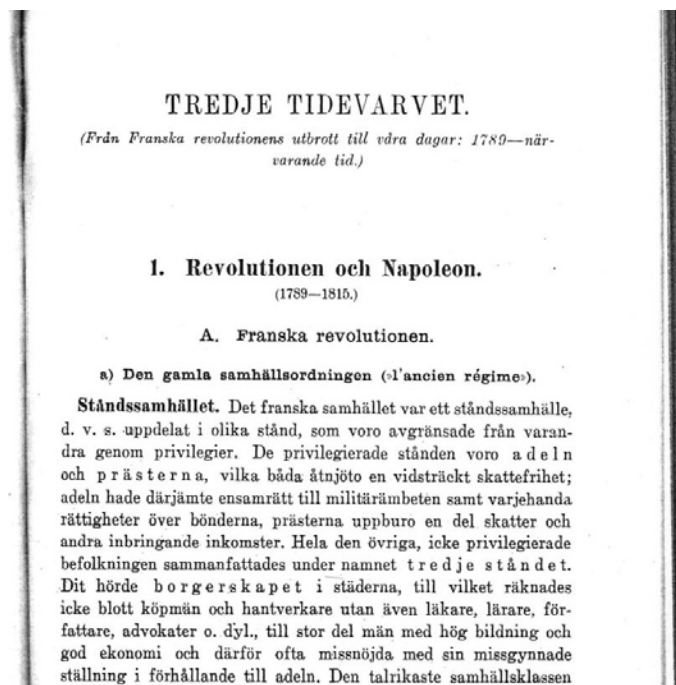 TREDJE TIDEVARVET.
(Från Franska revolutionens utbrott till våra dagar: 1789—när-
varande tid.)
1. Revolutionen och Napoleon.
(1789—1815.)
A. Franska revolutionen.
a) Den gamla samhällsordningen (»l'ancien régime»).
Ståndssamhället. Det franska samhället var ett ståndssamhälle,
d. v. s. uppdelat i olika stånd, som voro avgränsade från varan-
dra genom privilegier. De privilegierade stånden voro adeln
och prästerna, vilka båda åtnjöto en vidsträckt skattefrihet;
adeln hade därjämte ensamrätt till militärämbeten samt varjehanda
rättigheter över bönderna, prästerna uppburo en del skatter och
andra inbringande inkomster. Hela den övriga, icke privilegierade
befolkningen sammanfattades under namnet tredje ståndet.
Dit hörde borgerskapet i städerna, till vilket räknades
icke blott köpmän och hantverkare utan även läkare, lärare, för-
fattare, advokater o. dyl., till stor del män med hög bildning och
god ekonomi och därför ofta missnöjda med sin missgynnade
ställning i förhållande till adeln. Den talrikaste samhällsklassen